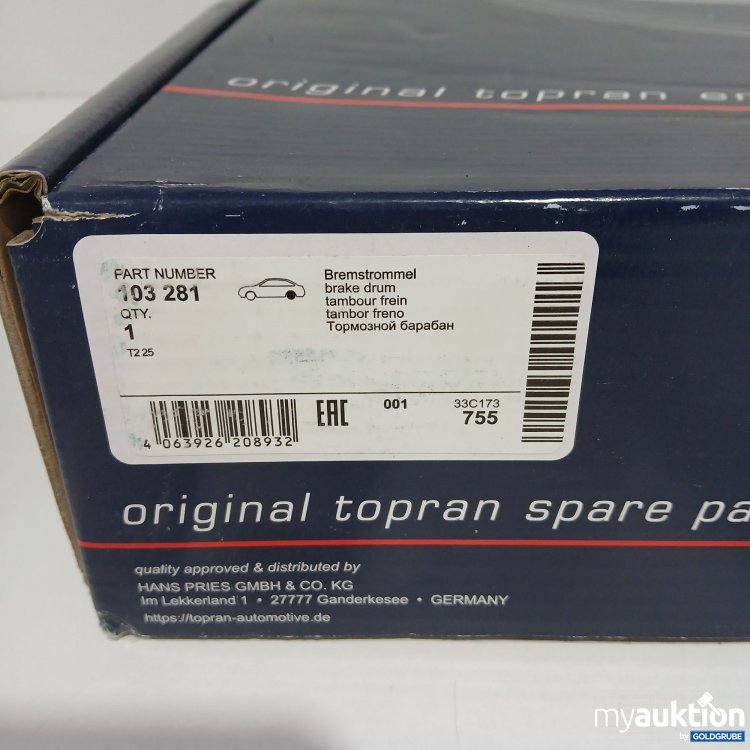 original topran
PART NUMBER
103 281
QTY.
1
T2 25
Bremstrommel
brake drum
tambour frein
tambor freno
Тормозной барабан
4 063926 208932
EAC
001
33C173
755
original topran spare
quality approved & distributed by
HANS PRIES GMBH & CO. KG
Im Lekkerland 1 • 27777 Ganderkesee • GERMANY
https://topran-automotive.de
myauktion
by GOLDGRUBE